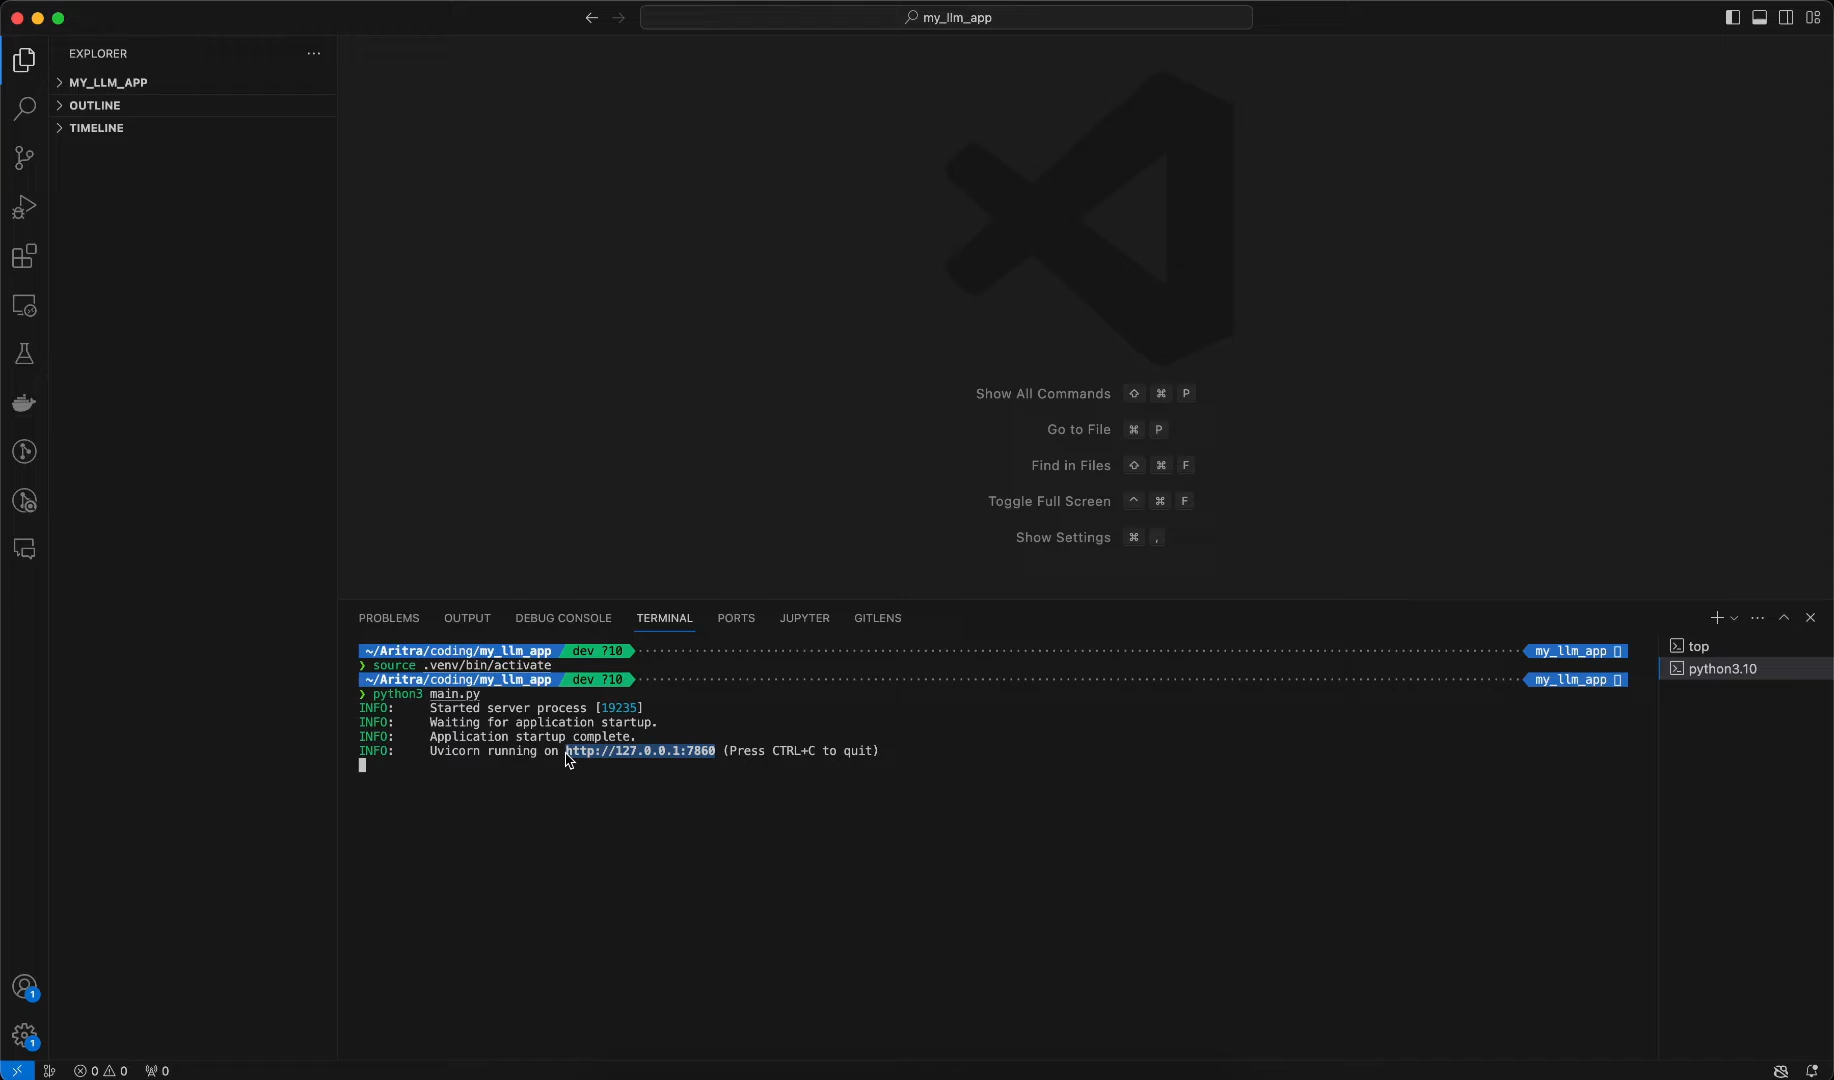 my_llm_app
EXPLORER
MY_LLM_APP
OUTLINE
TIMELINE
Show All Commands ⇧ ⌘ P
Go to File ⌘ P
Find in Files ⇧ ⌘ F
Toggle Full Screen ^ ⌘ F
Show Settings ⌘ ,
PROBLEMS OUTPUT DEBUG CONSOLE TERMINAL PORTS JUPYTER GITLENS
~/Aritra/coding/my_llm_app dev ?10 my_llm_app
❯ source .venv/bin/activate
~/Aritra/coding/my_llm_app dev ?10 my_llm_app
❯ python3 main.py
INFO: Started server process [19235]
INFO: Waiting for application startup.
INFO: Application startup complete.
INFO: Uvicorn running on http://127.0.0.1:7860 (Press CTRL+C to quit)
top
python3.10
1
1
0 0 0